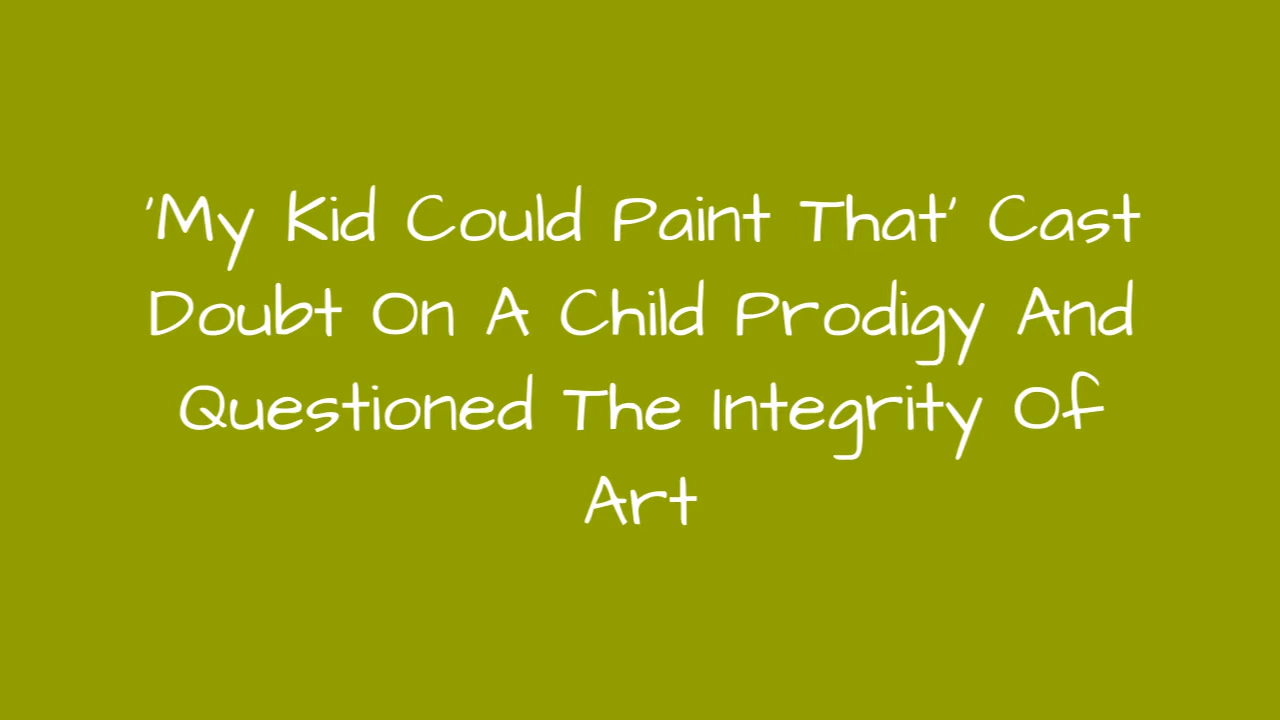 'My Kid Could Paint That' Cast
Doubt On A Child Prodigy And
Questioned The Integrity Of
Art